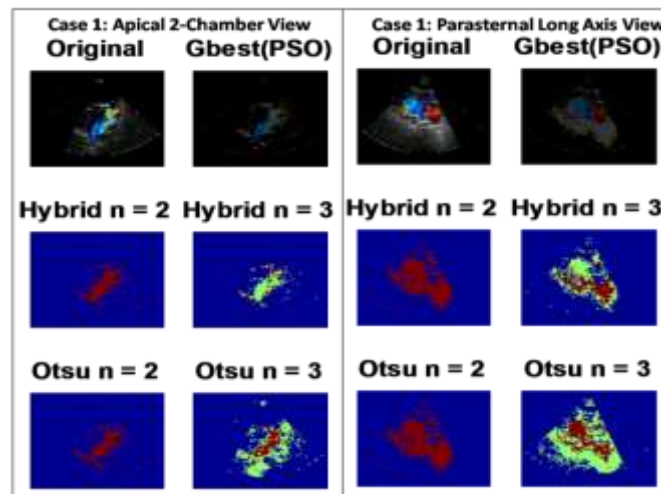 Case 1: Apical 2-Chamber View
Original Gbest(PSO)
Hybrid n = 2 Hybrid n = 3
Otsu n = 2 Otsu n = 3
Case 1: Parasternal Long Axis View
Original Gbest(PSO)
Hybrid n = 2 Hybrid n = 3
Otsu n = 2 Otsu n = 3